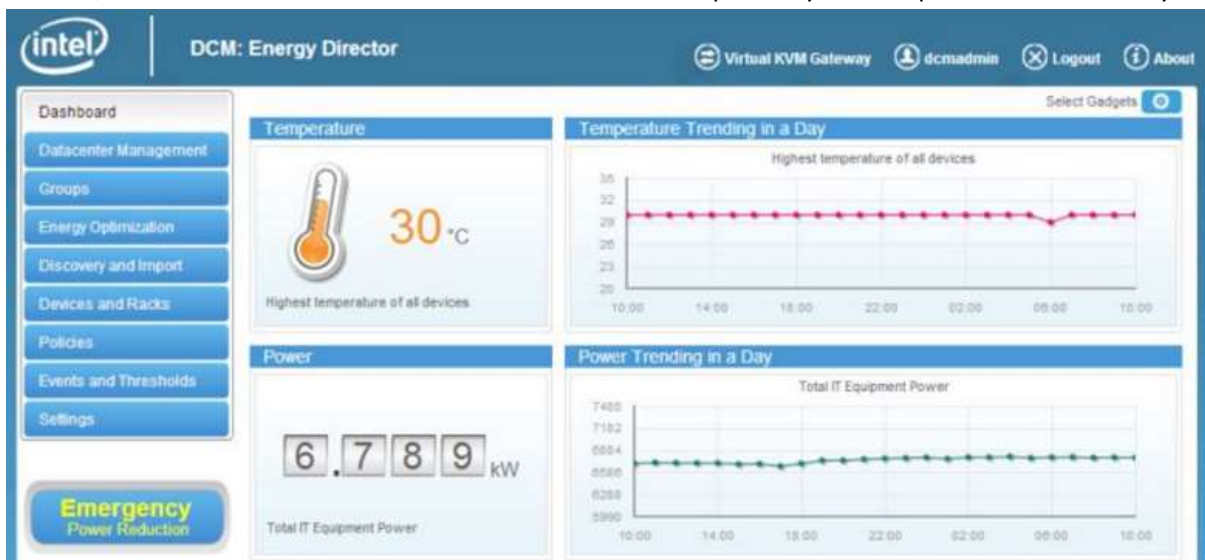 intel
DCM: Energy Director
Virtual KVM Gateway
dcmadmin
Logout
About
Select Gadgets
Dashboard
Datacenter Management
Groups
Energy Optimization
Discovery and Import
Devices and Racks
Policies
Events and Thresholds
Settings
Emergency
Power Reduction
Temperature
30 °C
Highest temperature of all devices
Temperature Trending in a Day
Highest temperature of all devices
35
32
29
26
23
20
10:00 14:00 18:00 22:00 02:00 06:00 10:00
Power
6.789 kW
Total IT Equipment Power
Power Trending in a Day
Total IT Equipment Power
7480
7182
6884
6586
6288
5990
10:00 14:00 18:00 22:00 02:00 06:00 10:00